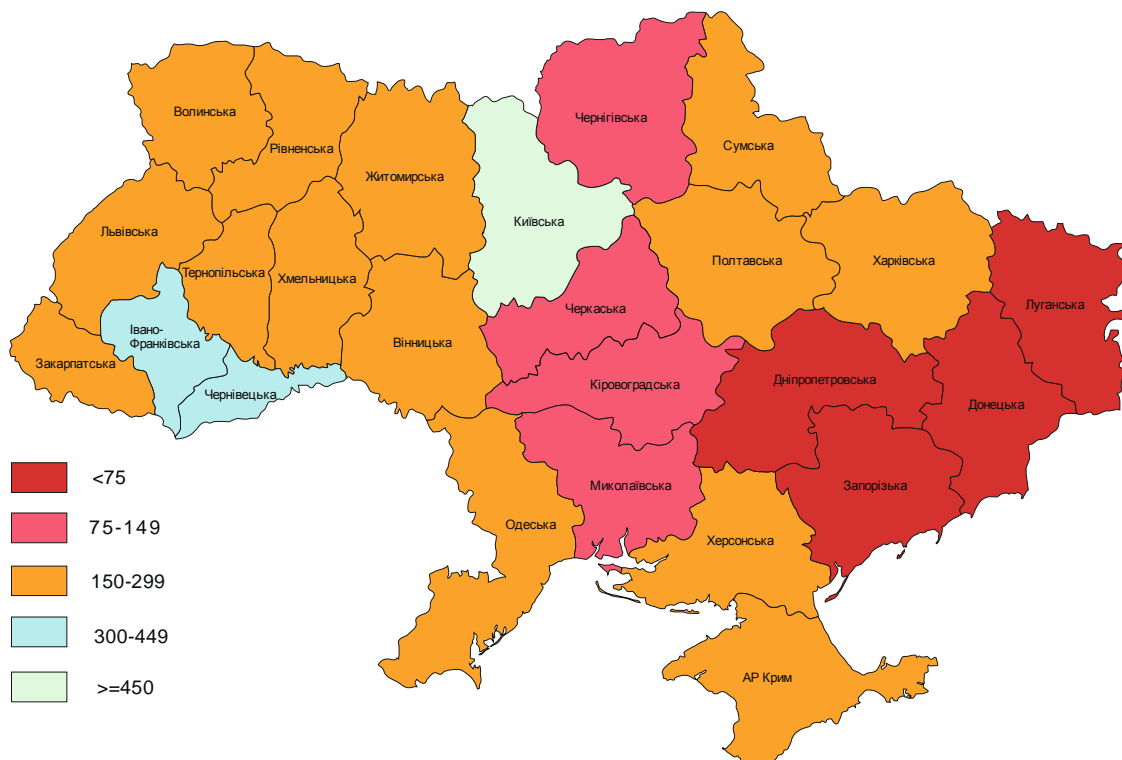 Волинська
Рівненська
Чернігівська
Сумська
Житомирська
Київська
Львівська
Тернопільська
Хмельницька
Полтавська
Харківська
Луганська
Черкаська
Івано-
Франківська
Вінницька
Закарпатська
Чернівецька
Кіровоградська
Дніпропетровська
Донецька
Миколаївська
Запорізька
Одеська
Херсонська
АР Крим
<75
75-149
150-299
300-449
>=450